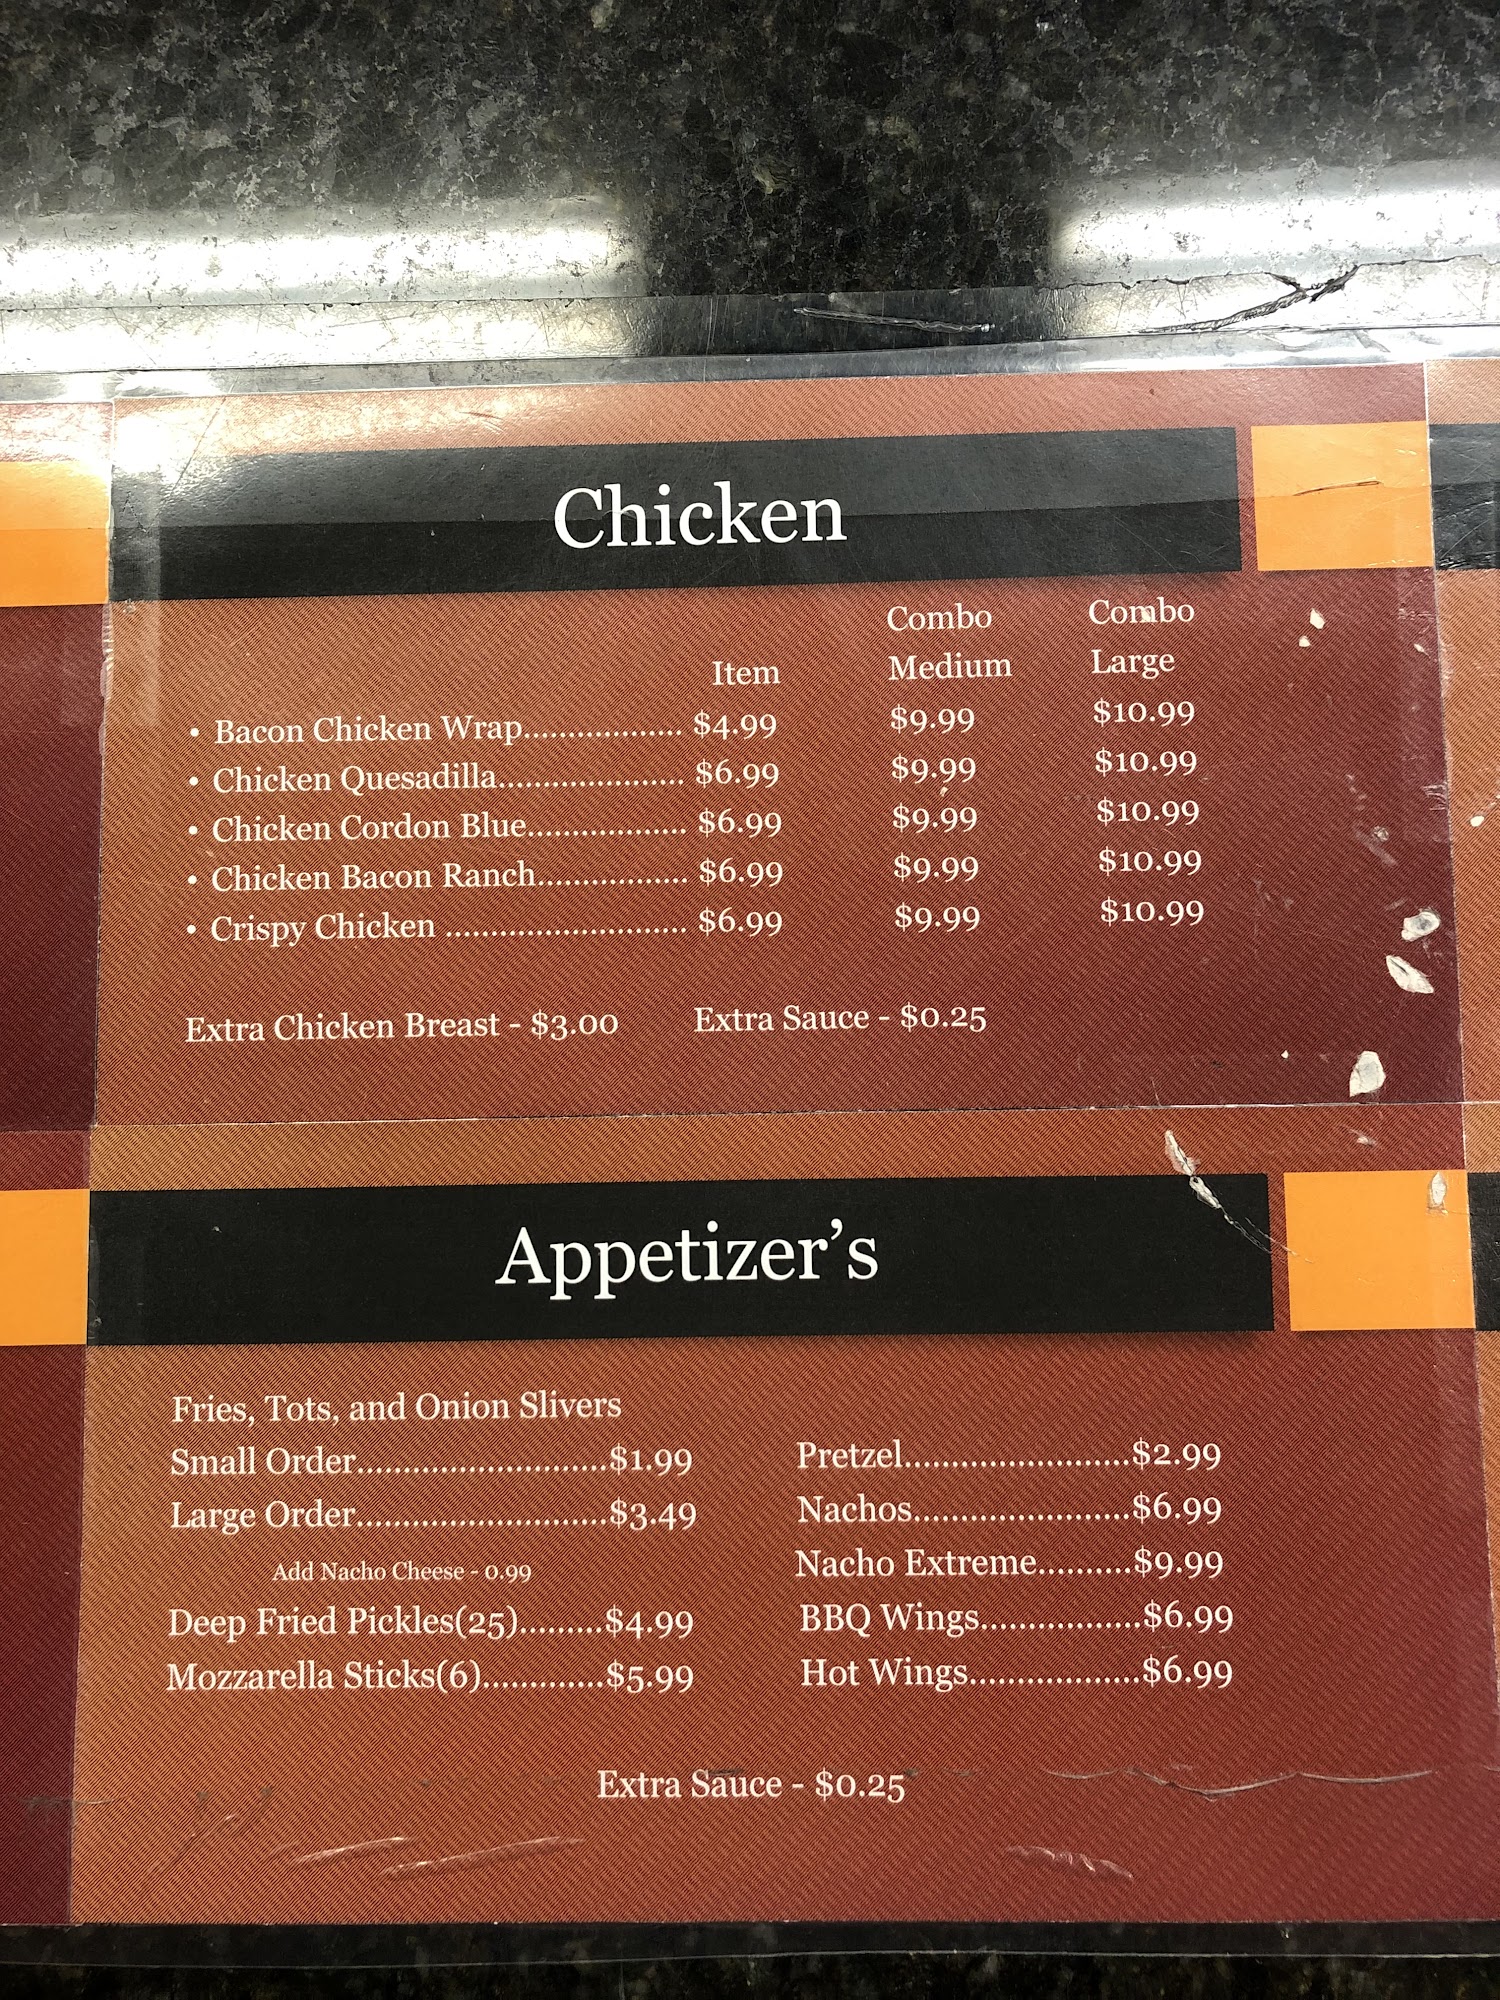 Chicken
Combo Combo
Item Medium Large
• Bacon Chicken Wrap.................. $4.99 $9.99 $10.99
• Chicken Quesadilla..................... $6.99 $9.99 $10.99
• Chicken Cordon Blue.................. $6.99 $9.99 $10.99
• Chicken Bacon Ranch................. $6.99 $9.99 $10.99
• Crispy Chicken ........................... $6.99 $9.99 $10.99
Extra Chicken Breast - $3.00 Extra Sauce - $0.25
Appetizer’s
Fries, Tots, and Onion Slivers
Small Order...........................$1.99
Large Order...........................$3.49
Add Nacho Cheese - 0.99
Deep Fried Pickles(25).........$4.99
Mozzarella Sticks(6).............$5.99
Pretzel........................$2.99
Nachos.......................$6.99
Nacho Extreme..........$9.99
BBQ Wings.................$6.99
Hot Wings..................$6.99
Extra Sauce - $0.25